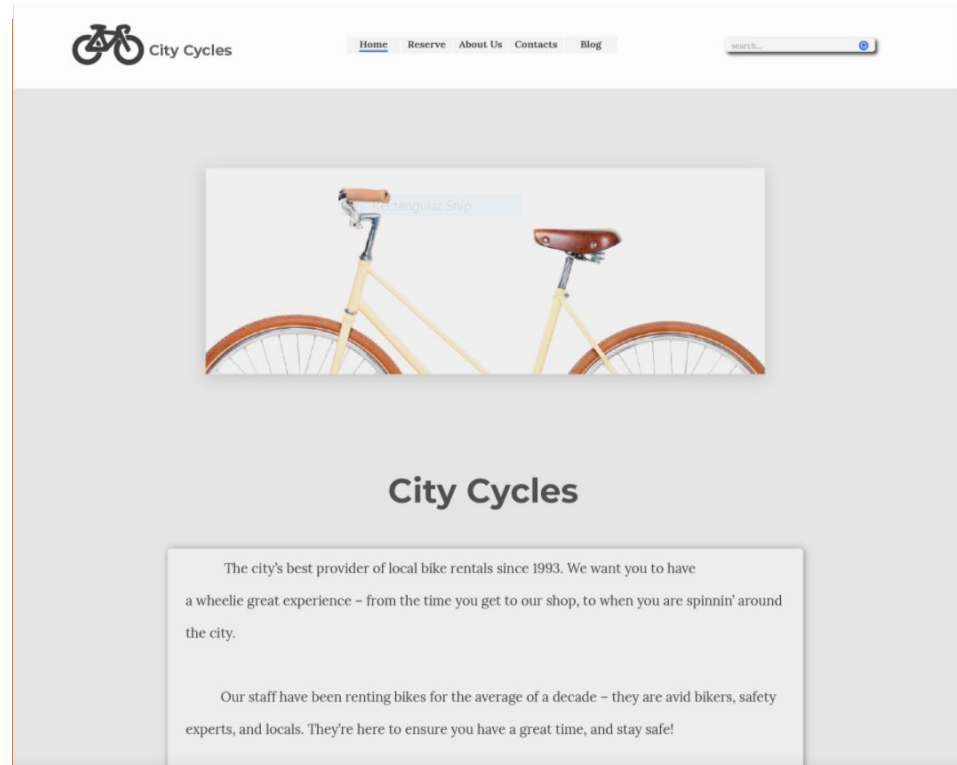 City Cycles
Home Reserve About Us Contacts Blog
search...
Rectangular Snip
City Cycles
The city’s best provider of local bike rentals since 1993. We want you to have
a wheelie great experience – from the time you get to our shop, to when you are spinnin’ around
the city.
Our staff have been renting bikes for the average of a decade – they are avid bikers, safety
experts, and locals. They’re here to ensure you have a great time, and stay safe!